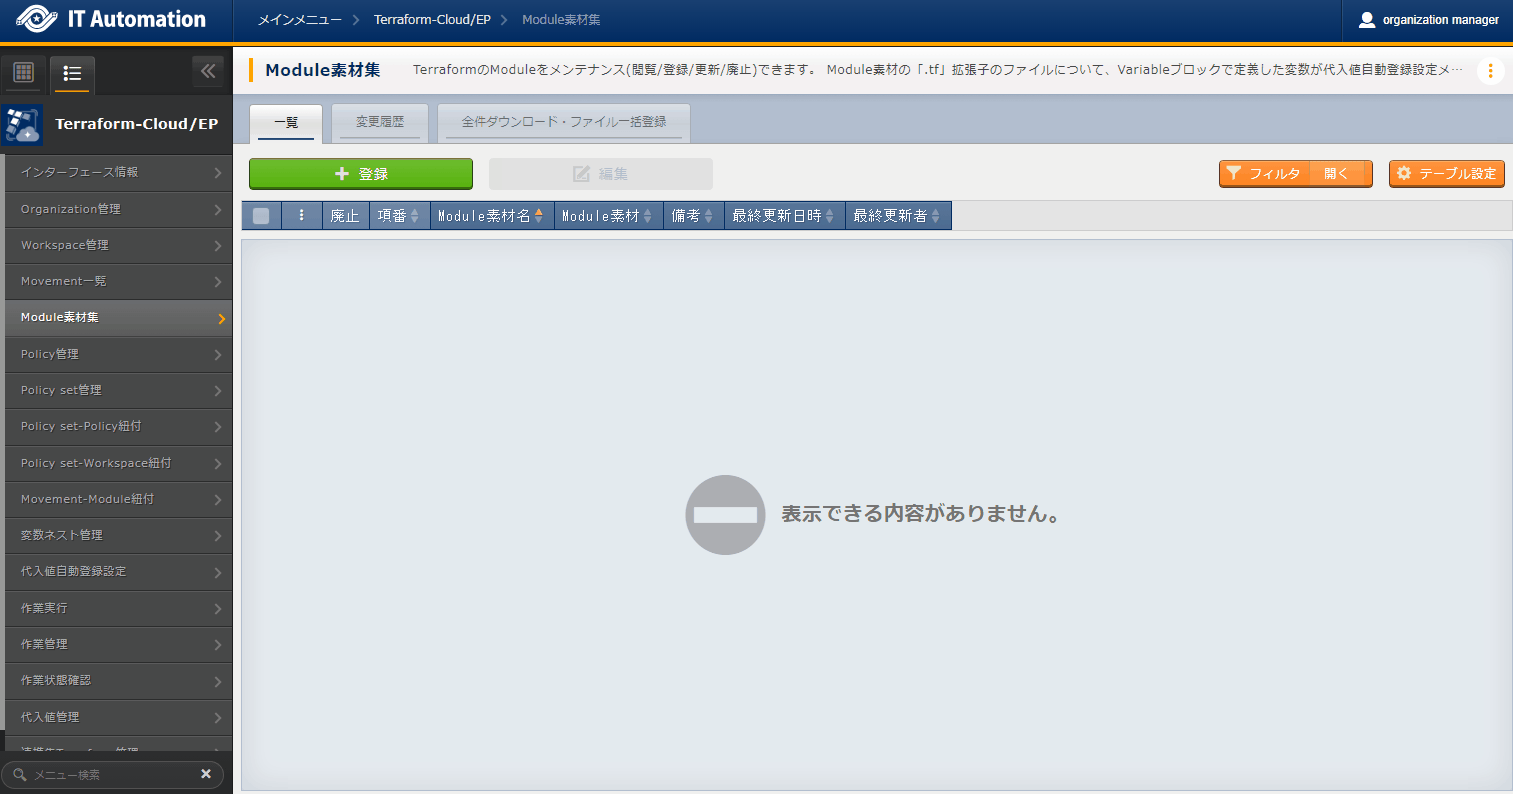 IT Automation
メインメニュー
Terraform-Cloud/EP
Module素材集
organization manager
Module素材集
TerraformのModuleをメンテナンス(閲覧/登録/更新/廃止)できます。 Module素材の「.tf」拡張子のファイルについて、Variableブロックで定義した変数が代入値自動登録設定メ…
Terraform-Cloud/EP
インターフェース情報
Organization管理
Workspace管理
Movement一覧
Module素材集
Policy管理
Policy set管理
Policy set-Policy紐付
Policy set-Workspace紐付
Movement-Module紐付
変数ネスト管理
代入値自動登録設定
作業実行
作業管理
作業状態確認
代入値管理
メニュー検索
一覧
変更履歴
全件ダウンロード・ファイル一括登録
登録
編集
フィルタ
開く
テーブル設定
廃止
項番
Module素材名
Module素材
備考
最終更新日時
最終更新者
表示できる内容がありません。